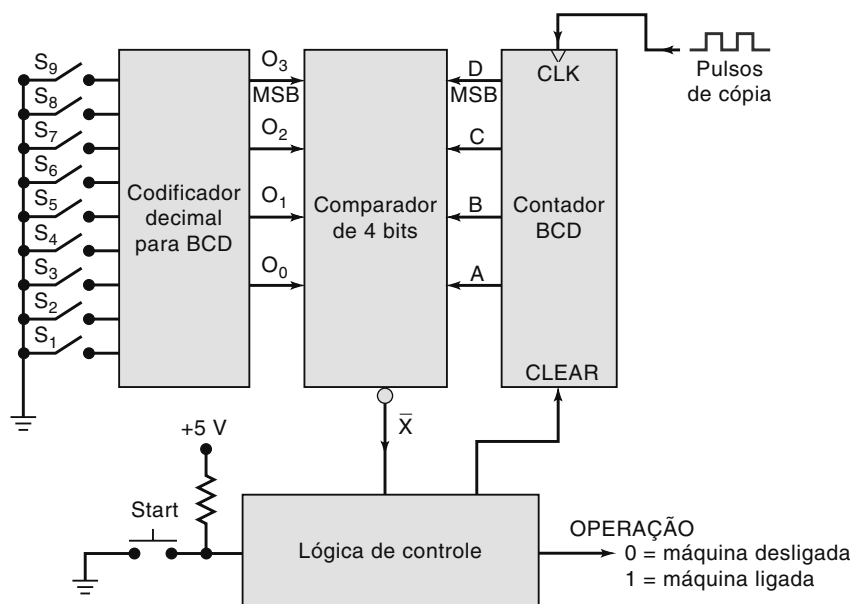 S9
S8
S7
S6
S5
S4
S3
S2
S1
Codificador
decimal
para BCD
O3
MSB
O2
O1
O0
Comparador
de 4 bits
D
MSB
C
B
A
CLK
Contador
BCD
CLEAR
Pulsos
de cópia
X̅
+5 V
Start
Lógica de controle
OPERAÇÃO
0 = máquina desligada
1 = máquina ligada